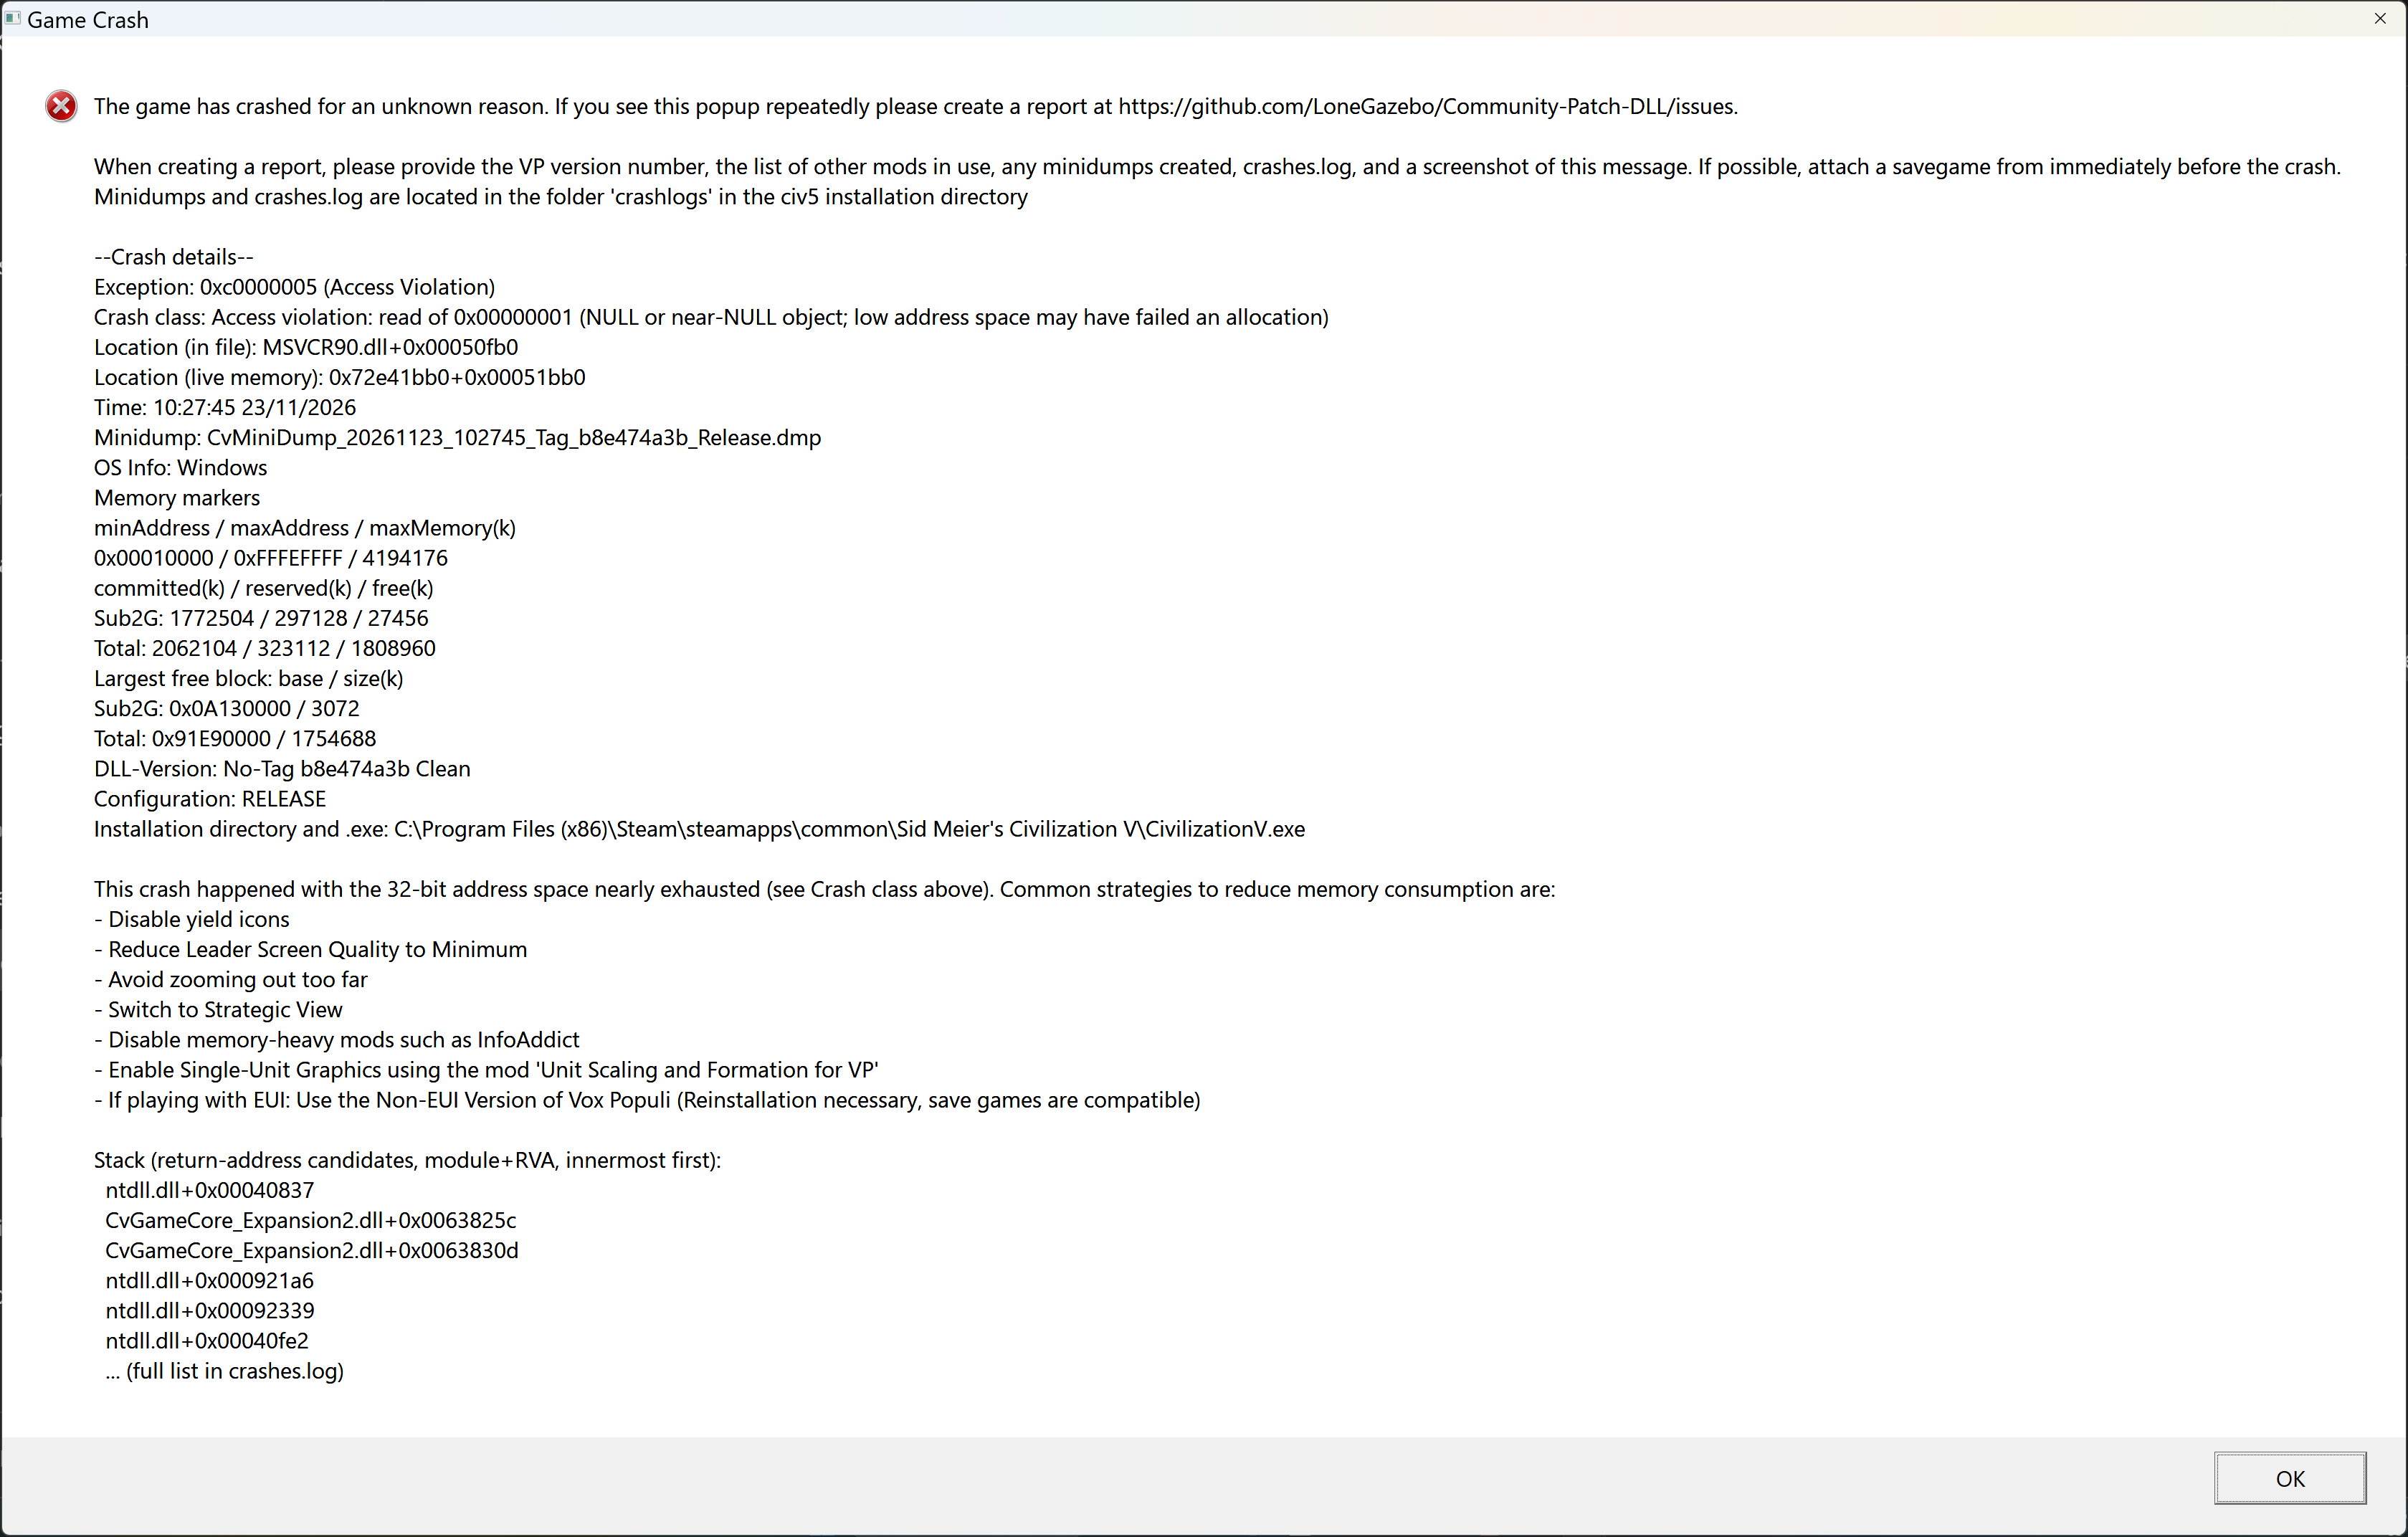 Game Crash
The game has crashed for an unknown reason. If you see this popup repeatedly please create a report at https://github.com/LoneGazebo/Community-Patch-DLL/issues.
When creating a report, please provide the VP version number, the list of other mods in use, any minidumps created, crashes.log, and a screenshot of this message. If possible, attach a savegame from immediately before the crash.
Minidumps and crashes.log are located in the folder 'crashlogs' in the civ5 installation directory
--Crash details--
Exception: 0xc0000005 (Access Violation)
Crash class: Access violation: read of 0x00000001 (NULL or near-NULL object; low address space may have failed an allocation)
Location (in file): MSVCR90.dll+0x00050fb0
Location (live memory): 0x72e41bb0+0x00051bb0
Time: 10:27:45 23/11/2026
Minidump: CvMiniDump_20261123_102745_Tag_b8e474a3b_Release.dmp
OS Info: Windows
Memory markers
minAddress / maxAddress / maxMemory(k)
0x00010000 / 0xFFFEFFFF / 4194176
committed(k) / reserved(k) / free(k)
Sub2G: 1772504 / 297128 / 27456
Total: 2062104 / 323112 / 1808960
Largest free block: base / size(k)
Sub2G: 0x0A130000 / 3072
Total: 0x91E90000 / 1754688
DLL-Version: No-Tag b8e474a3b Clean
Configuration: RELEASE
Installation directory and .exe: C:\Program Files (x86)\Steam\steamapps\common\Sid Meier's Civilization V\CivilizationV.exe
This crash happened with the 32-bit address space nearly exhausted (see Crash class above). Common strategies to reduce memory consumption are:
- Disable yield icons
- Reduce Leader Screen Quality to Minimum
- Avoid zooming out too far
- Switch to Strategic View
- Disable memory-heavy mods such as InfoAddict
- Enable Single-Unit Graphics using the mod 'Unit Scaling and Formation for VP'
- If playing with EUI: Use the Non-EUI Version of Vox Populi (Reinstallation necessary, save games are compatible)
Stack (return-address candidates, module+RVA, innermost first):
ntdll.dll+0x00040837
CvGameCore_Expansion2.dll+0x0063825c
CvGameCore_Expansion2.dll+0x0063830d
ntdll.dll+0x000921a6
ntdll.dll+0x00092339
ntdll.dll+0x00040fe2
... (full list in crashes.log)
OK